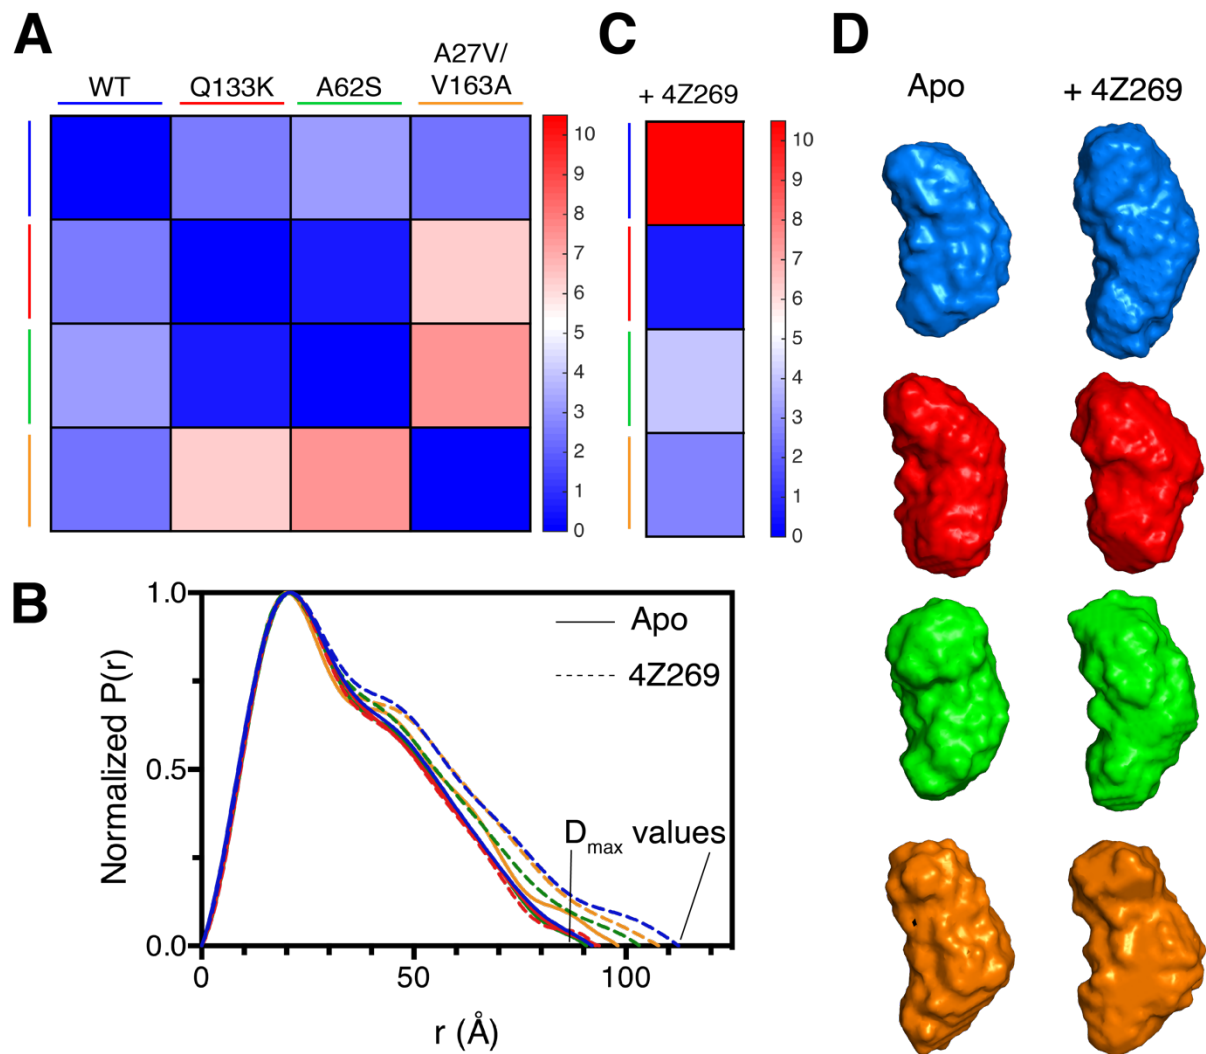 A
WT
Q133K
A62S
A27V/
V163A
10
9
8
7
6
5
4
3
2
1
0
C
+ 4Z269
10
9
8
7
6
5
4
3
2
1
0
D
Apo
+ 4Z269
B
1.0
0.5
0.0
Normalized P(r)
Apo
4Z269
Dmax values
0
50
100
r (Å)